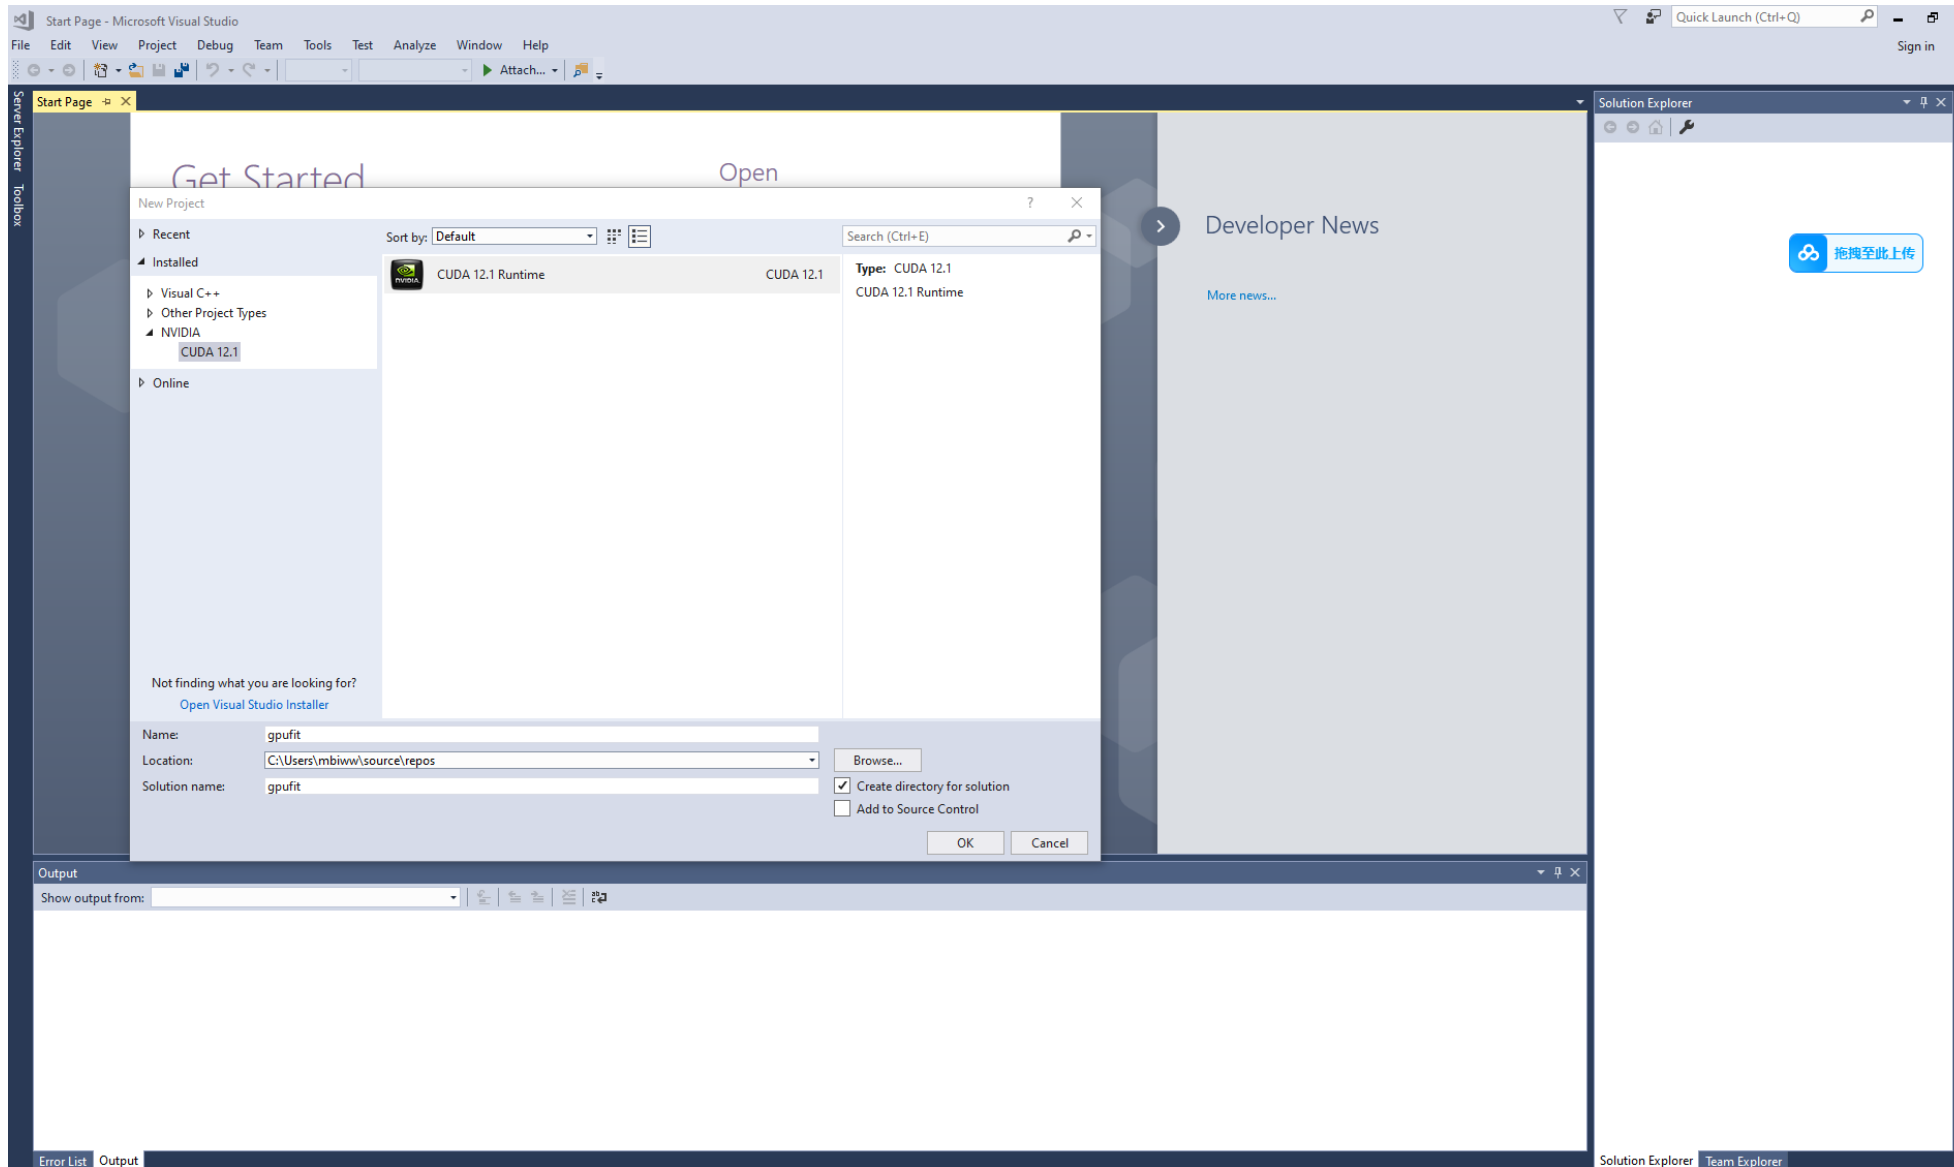 Start Page - Microsoft Visual Studio
Quick Launch (Ctrl+Q)
File Edit View Project Debug Team Tools Test Analyze Window Help
Sign in
Attach...
Server Explorer
Toolbox
Start Page
Solution Explorer
Get Started
Open
Developer News
More news...
拖拽至此上传
New Project
?
Recent
Installed
Visual C++
Other Project Types
NVIDIA
CUDA 12.1
Online
Sort by: Default
Search (Ctrl+E)
NVIDIA
CUDA 12.1 Runtime CUDA 12.1
Type: CUDA 12.1
CUDA 12.1 Runtime
Not finding what you are looking for?
Open Visual Studio Installer
Name: gpufit
Location: C:\Users\mbiww\source\repos
Browse...
Solution name: gpufit
Create directory for solution
Add to Source Control
OK Cancel
Output
Show output from:
Error List Output
Solution Explorer Team Explorer